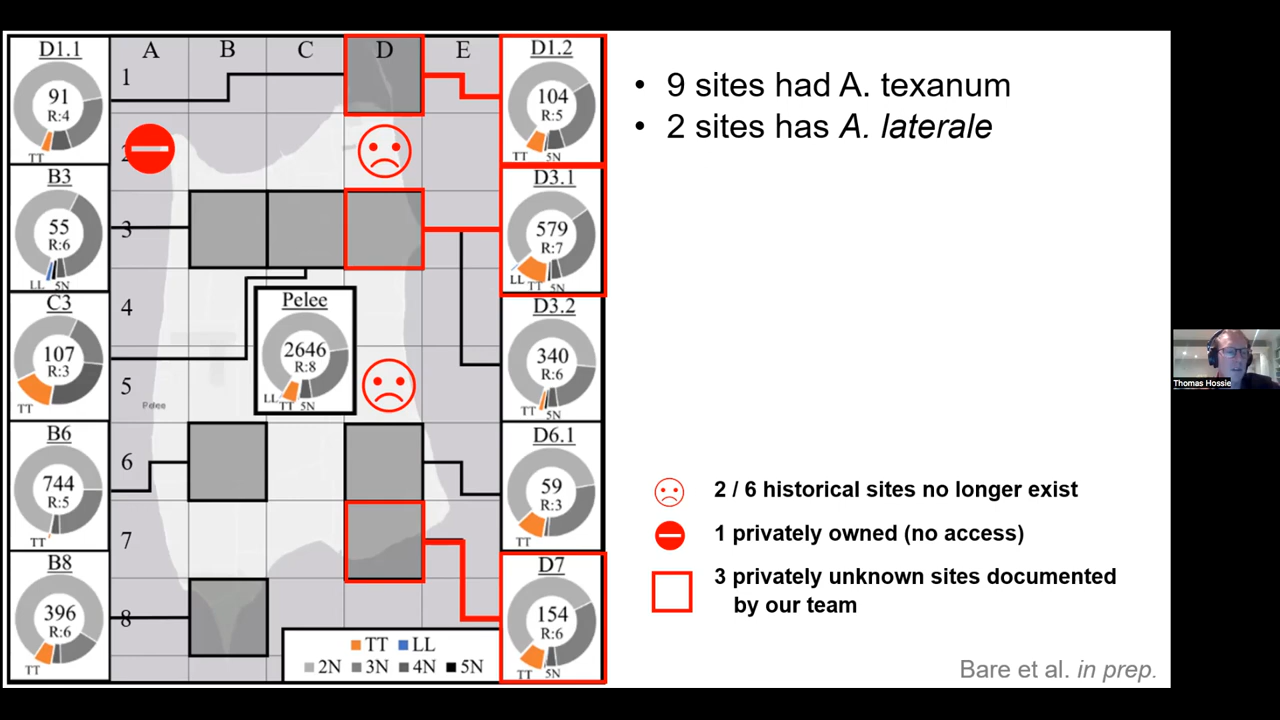 D1.1
91
R:4
TT
B3
55
R:6
LL
5N
C3
107
R:3
TT
B6
744
R:5
TT
B8
396
R:6
TT
A B C D E
1
2
3
4
5
6
7
8
Pelee
2646
R:8
LL
TT 5N
Pelee
TT LL
2N 3N 4N 5N
D1.2
104
R:5
TT 5N
D3.1
579
R:7
LL TT 5N
D3.2
340
R:6
TT 5N
D6.1
59
R:3
TT
D7
154
R:6
TT 5N
• 9 sites had A. texanum
• 2 sites has A. laterale
2 / 6 historical sites no longer exist
1 privately owned (no access)
3 privately unknown sites documented
by our team
Bare et al. in prep.
Thomas Hossie